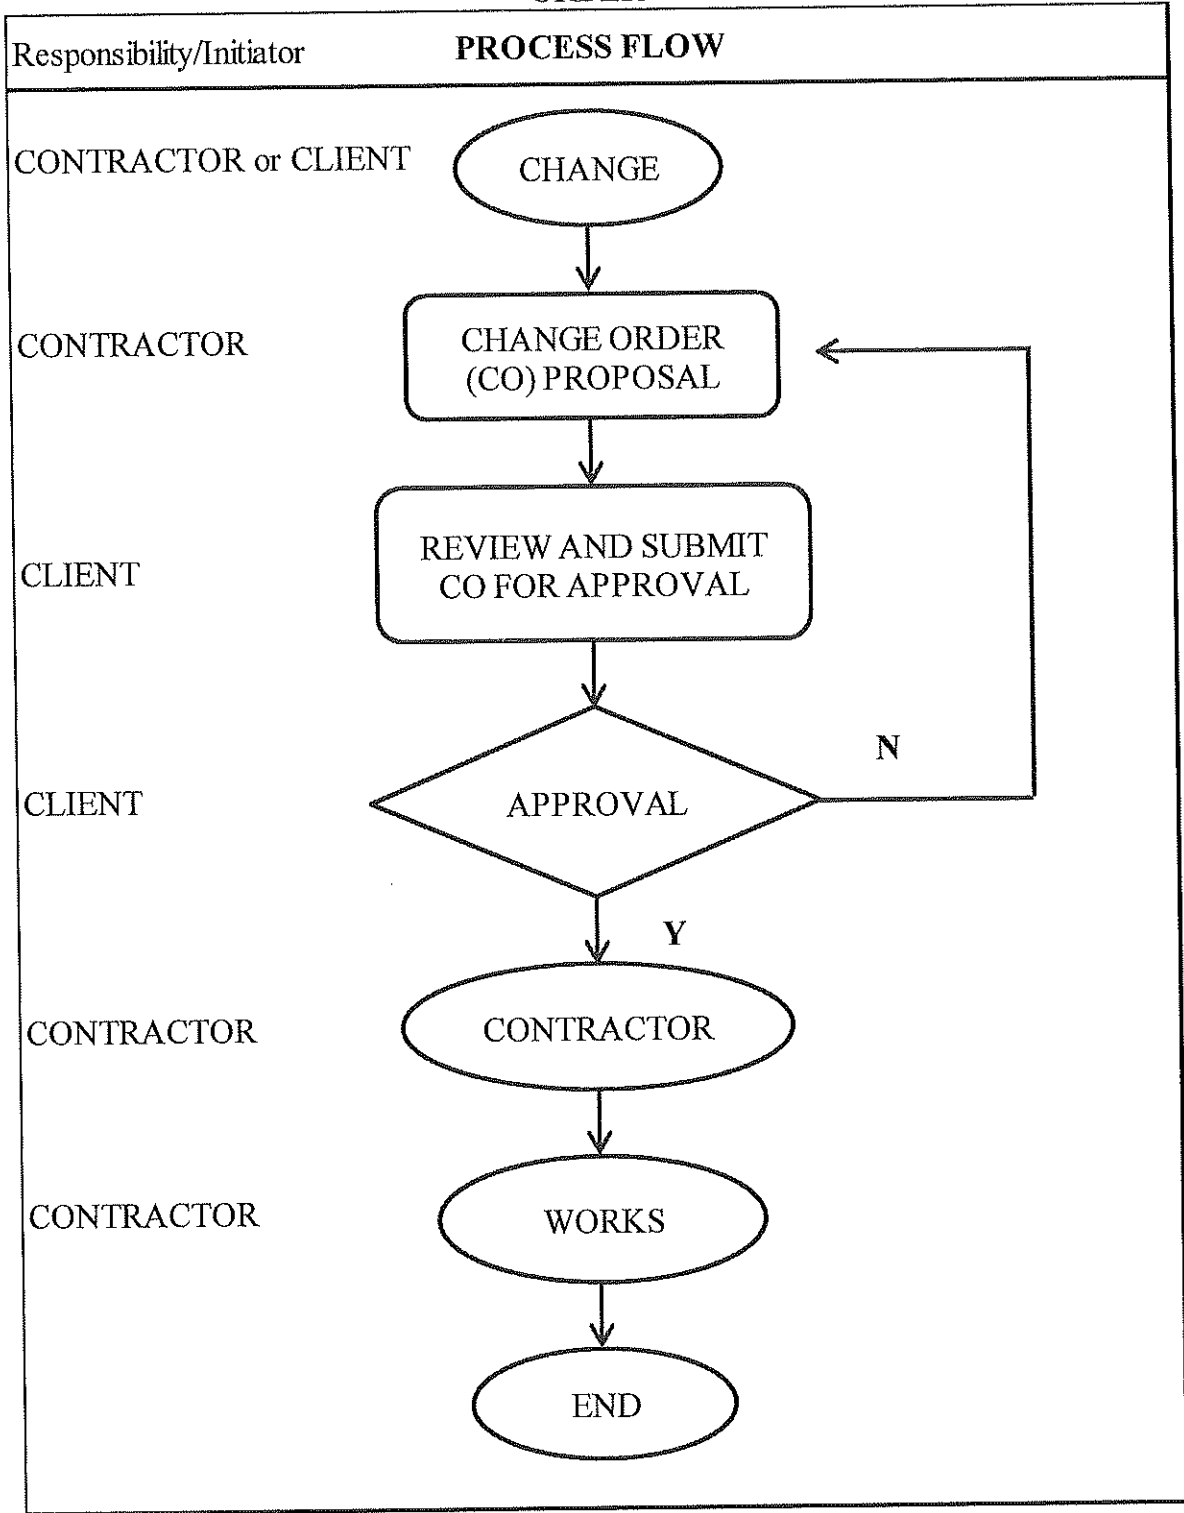 Responsibility/Initiator PROCESS FLOW
CONTRACTOR or CLIENT CHANGE
CONTRACTOR CHANGE ORDER
(CO) PROPOSAL
REVIEW AND SUBMIT
CLIENT CO FOR APPROVAL
N
CLIENT APPROVAL
Y
CONTRACTOR CONTRACTOR
CONTRACTOR WORKS
END